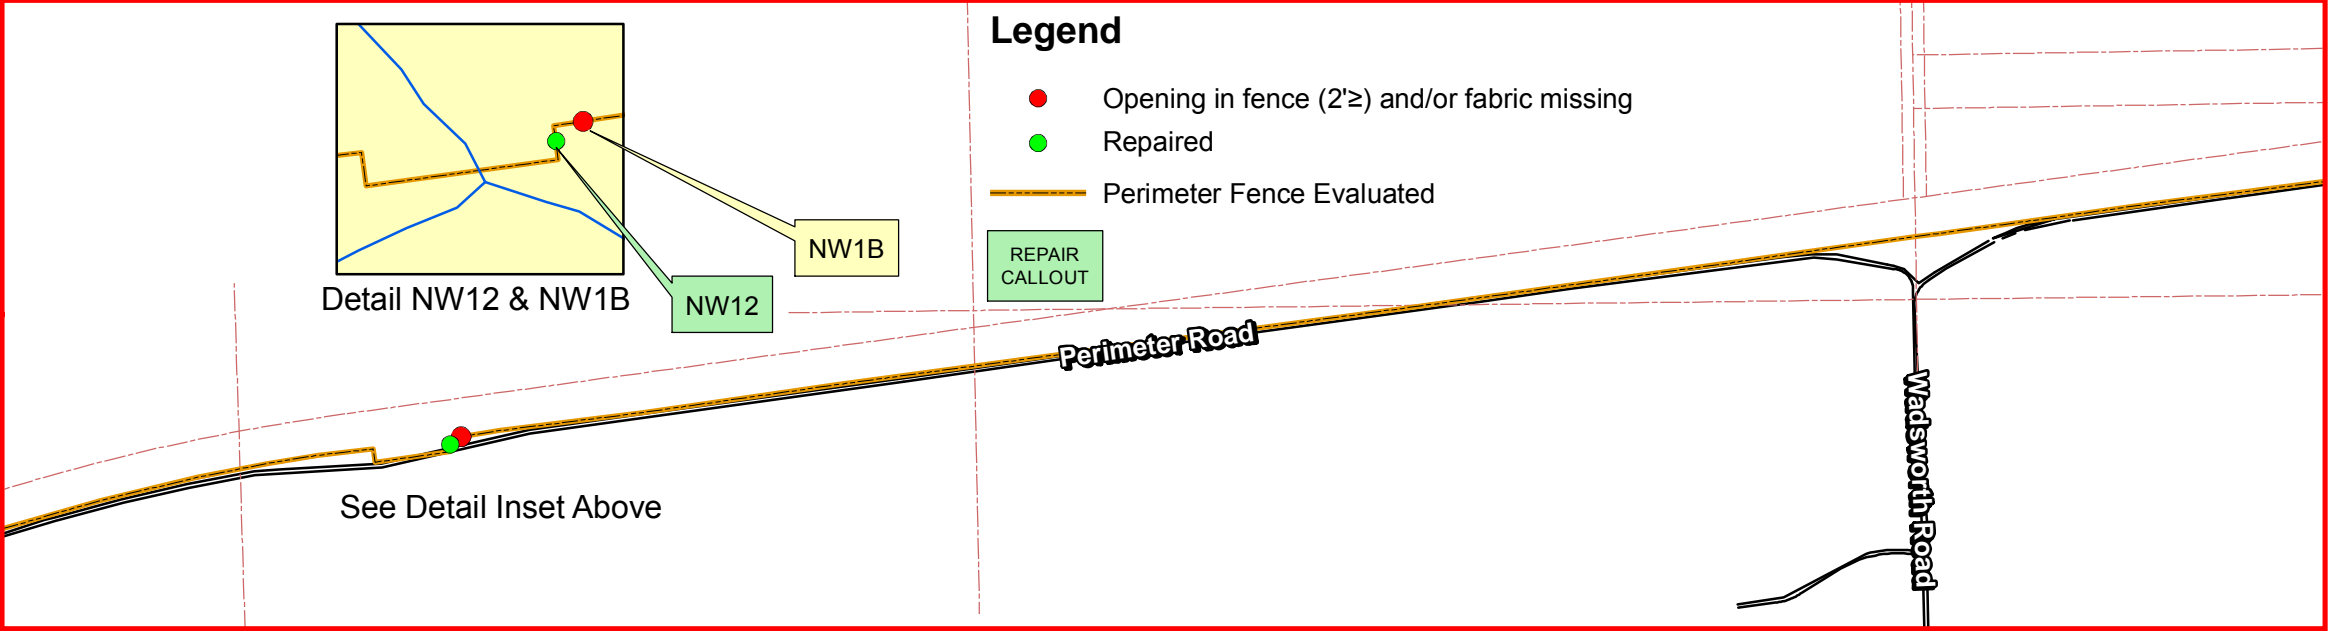 Legend
Opening in fence (2'≥) and/or fabric missing
Repaired
Perimeter Fence Evaluated
REPAIR
CALLOUT
NW1B
NW12
Detail NW12 & NW1B
Perimeter Road
Wadsworth Road
See Detail Inset Above